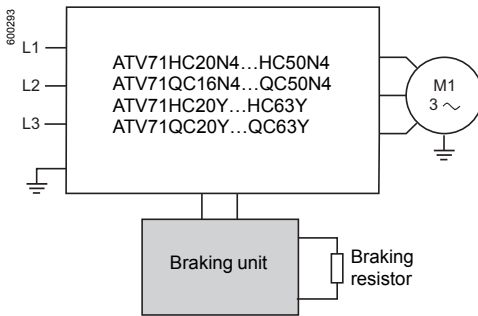 600293
L1
L2
L3
ATV71HC20N4…HC50N4
ATV71QC16N4…QC50N4
ATV71HC20Y…HC63Y
ATV71QC20Y…QC63Y
M1
3 ~
Braking unit
Braking
resistor